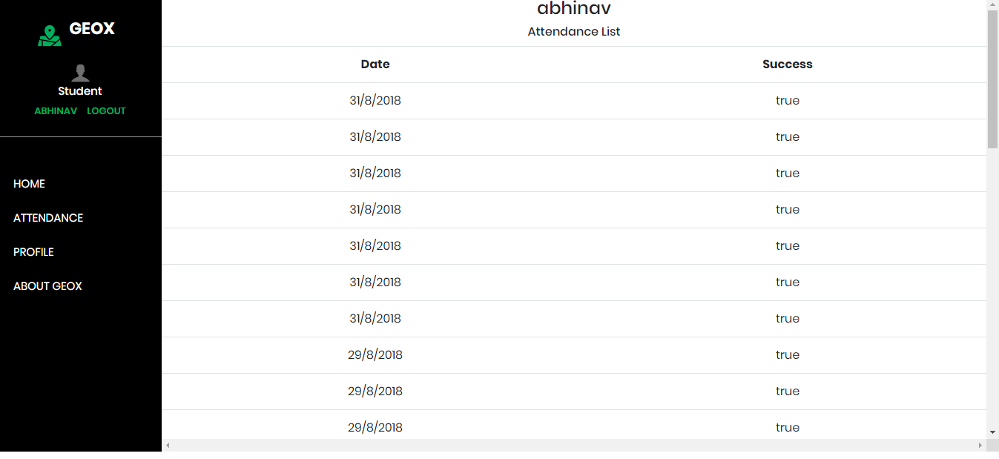 GEOX
Student
ABHINAV LOGOUT
HOME
ATTENDANCE
PROFILE
ABOUT GEOX
abhinav
Attendance List
Date Success
31/8/2018 true
31/8/2018 true
31/8/2018 true
31/8/2018 true
31/8/2018 true
31/8/2018 true
31/8/2018 true
29/8/2018 true
29/8/2018 true
29/8/2018 true